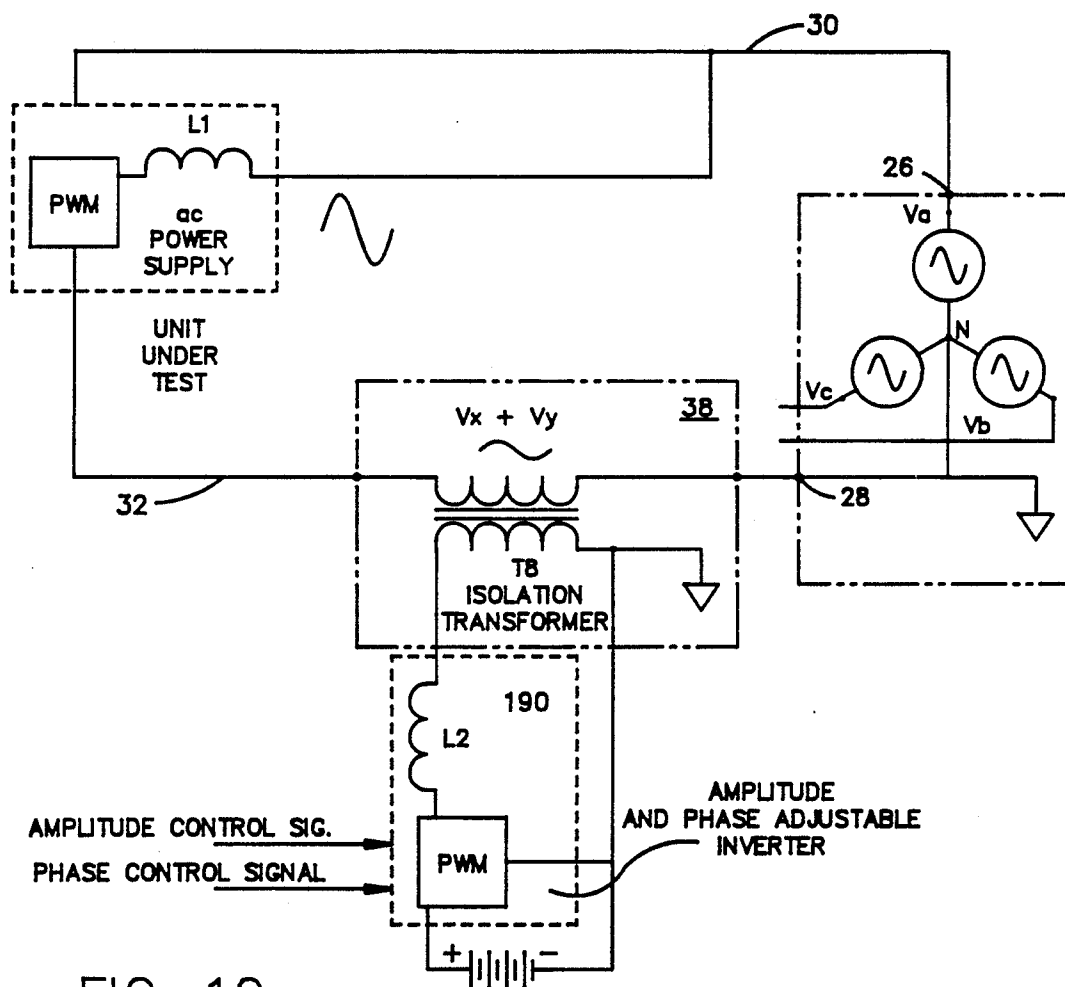 30
L1
PWM
ac
POWER
SUPPLY
26
Va
UNIT
UNDER
TEST
N
Vc
Vb
38
Vx + Vy
32
28
T8
ISOLATION
TRANSFORMER
190
L2
AMPLITUDE
AND PHASE ADJUSTABLE
INVERTER
AMPLITUDE CONTROL SIG.
PHASE CONTROL SIGNAL
PWM
+ −